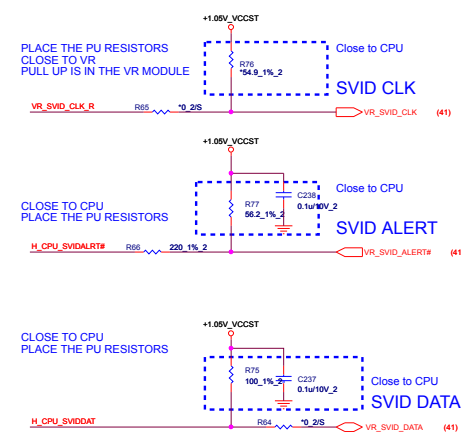 +1.05V_VCCST
PLACE THE PU RESISTORS
CLOSE TO VR
PULL UP IS IN THE VR MODULE
R76
*54.9_1%_2
Close to CPU
SVID CLK
VR_SVID_CLK_R
R65
*0_2/S
VR_SVID_CLK
(41)
+1.05V_VCCST
CLOSE TO CPU
PLACE THE PU RESISTORS
R77
56.2_1%_2
C238
0.1u/10V_2
Close to CPU
SVID ALERT
H_CPU_SVIDALRT#
R66
220_1%_2
VR_SVID_ALERT#
(41
+1.05V_VCCST
CLOSE TO CPU
PLACE THE PU RESISTORS
R75
100_1%_2
C237
0.1u/10V_2
Close to CPU
SVID DATA
H_CPU_SVIDDAT
R64
*0_2/S
VR_SVID_DATA
(41)